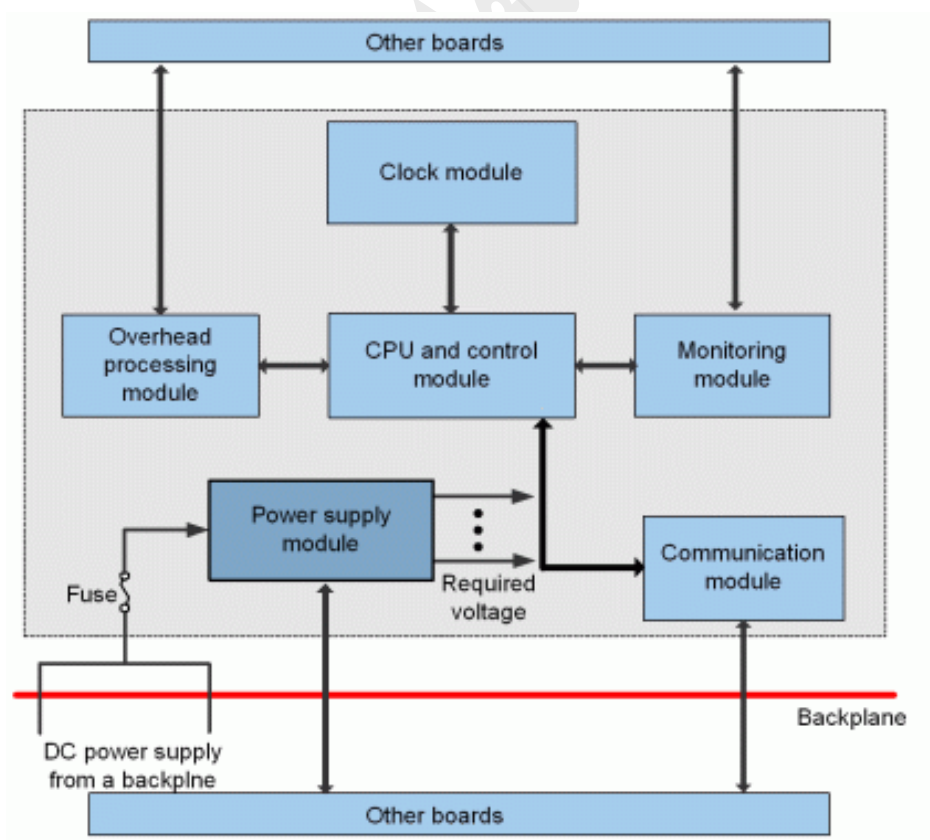 Other boards
Clock module
Overhead
processing
module
CPU and control
module
Monitoring
module
Power supply
module
Communication
module
Fuse
Required
voltage
Backplane
DC power supply
from a backplne
Other boards